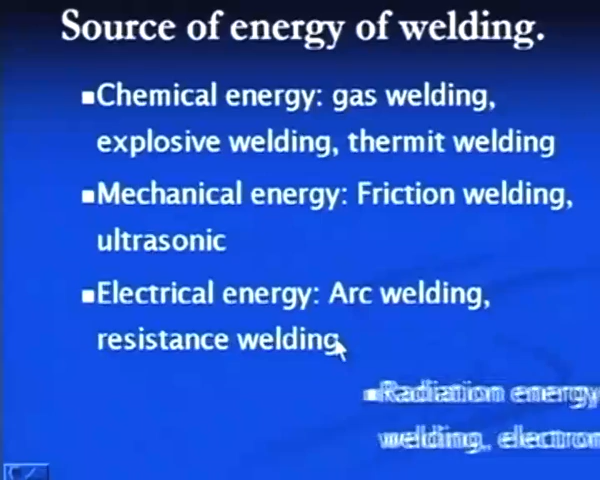 Source of energy of welding.
▪Chemical energy: gas welding,
explosive welding, thermit welding
▪Mechanical energy: Friction welding,
ultrasonic
▪Electrical energy: Arc welding,
resistance welding
▪Radiation energy
welding, electron